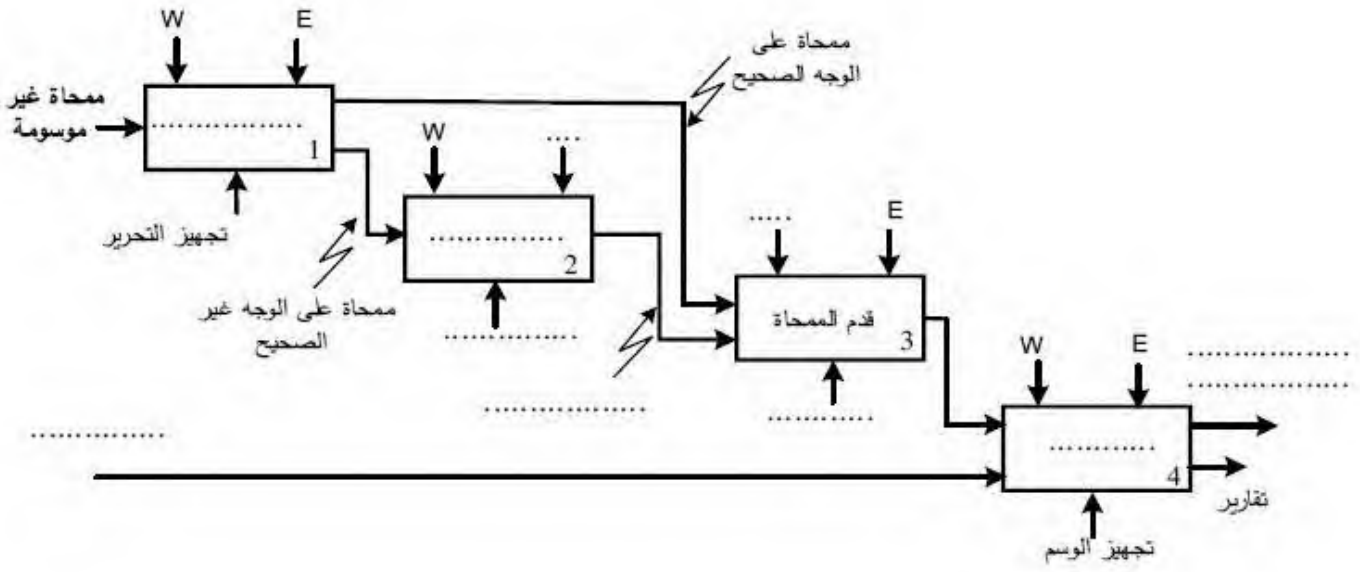 W
E
ممحاة غير
موسومة
.................
1
تجهيز التحرير
ممحاة على
الوجه الصحيح
W
....
..............
2
ممحاة على الوجه غير
الصحيح
..............
.................
.....
E
قدم الممحاة
3
............
W
E
.................
.................
............
4
تقارير
تجهيز الوسم
..............